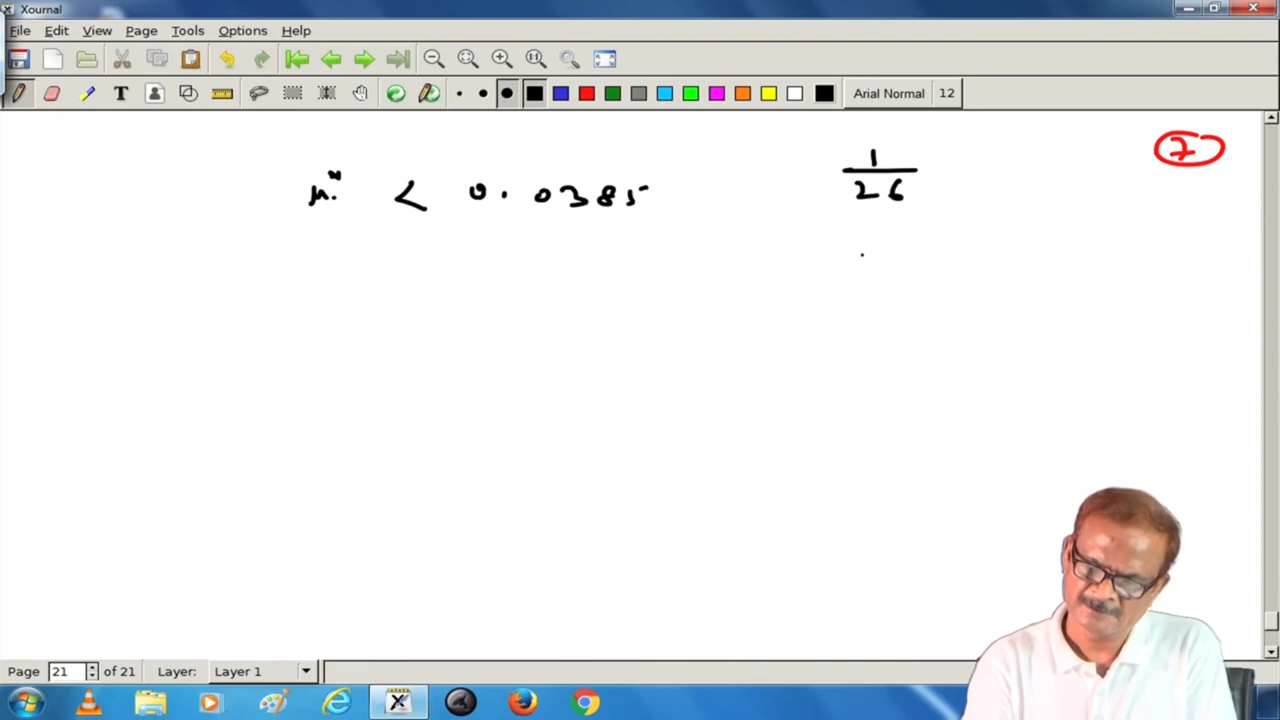 Xournal
File Edit View Page Tools Options Help
Arial Normal 12
7
1
26
μ* < 0.0385
Page 21 of 21 Layer: Layer 1